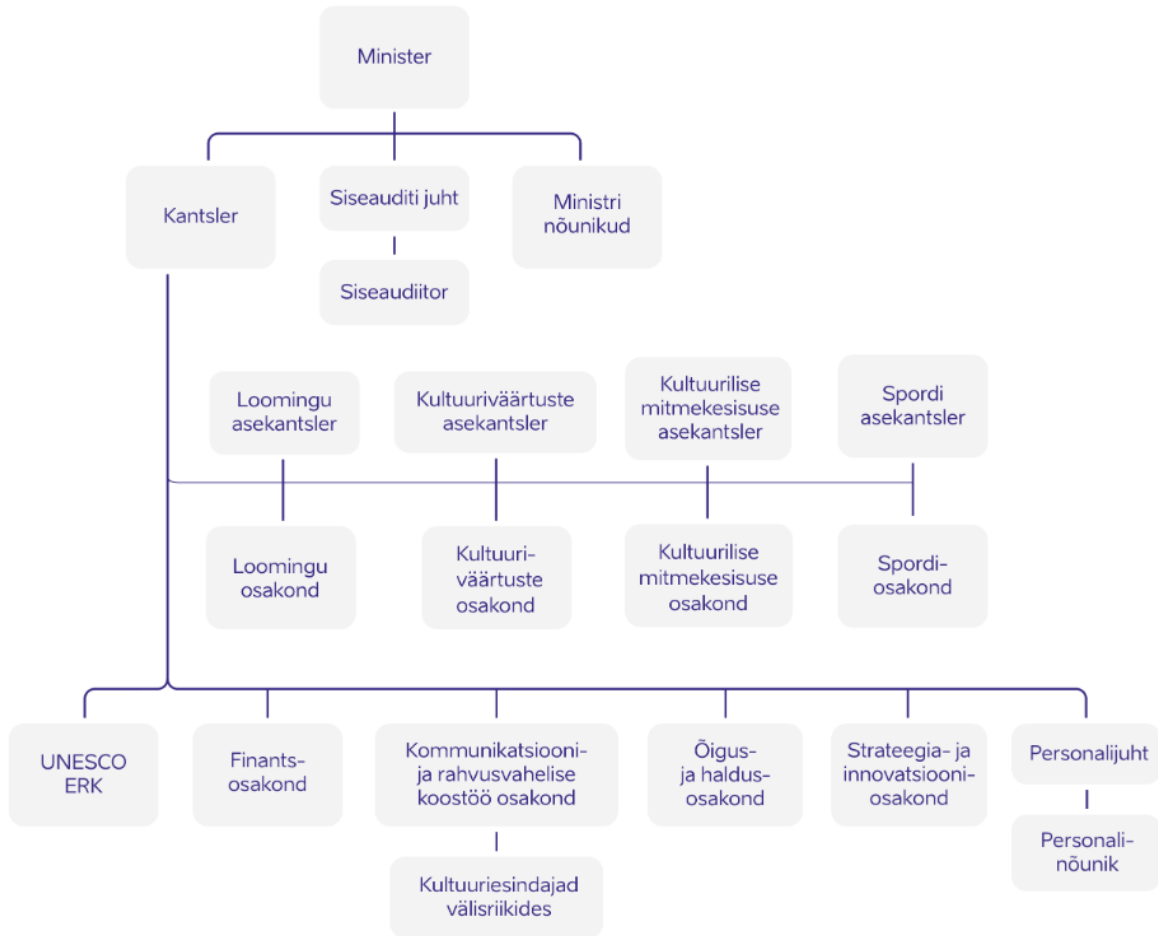 Minister
Kantsler
Siseauditi juht
Ministri
nõunikud
Siseaudiitor
Loomingu
asekantsler
Kultuuriväärtuste
asekantsler
Kultuurilise
mitmekesisuse
asekantsler
Spordi
asekantsler
Loomingu
osakond
Kultuuri-
väärtuste
osakond
Kultuurilise
mitmekesisuse
osakond
Spordi-
osakond
UNESCO
ERK
Finants-
osakond
Kommunikatsiooni-
ja rahvusvahelise
koostöö osakond
Õigus-
ja haldus-
osakond
Strateegia- ja
innovatsiooni-
osakond
Personalijuht
Kultuuriesindajad
välisriikides
Personali-
nõunik